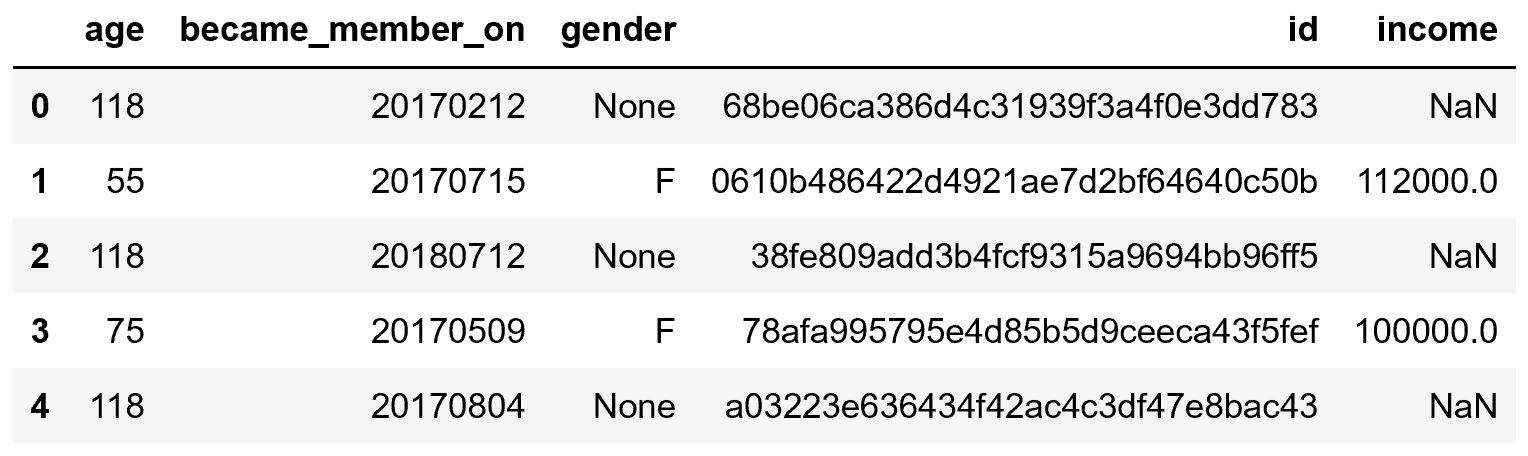 age became_member_on gender id income
0 118 20170212 None 68be06ca386d4c31939f3a4f0e3dd783 NaN
1 55 20170715 F 0610b486422d4921ae7d2bf64640c50b 112000.0
2 118 20180712 None 38fe809add3b4fcf9315a9694bb96ff5 NaN
3 75 20170509 F 78afa995795e4d85b5d9ceeca43f5fef 100000.0
4 118 20170804 None a03223e636434f42ac4c3df47e8bac43 NaN